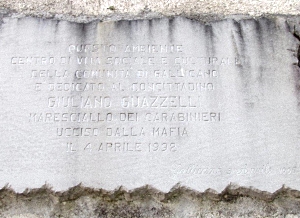 QUESTO AMBIENTE
CENTRO DI VITA SOCIALE E CULTURALE
DELLA COMUNITÀ DI GALLICANO
È DEDICATO AL CONCITTADINO
GIULIANO GUAZZELLI
MARESCIALLO DEI CARABINIERI
UCCISO DALLA MAFIA
IL 4 APRILE 1992